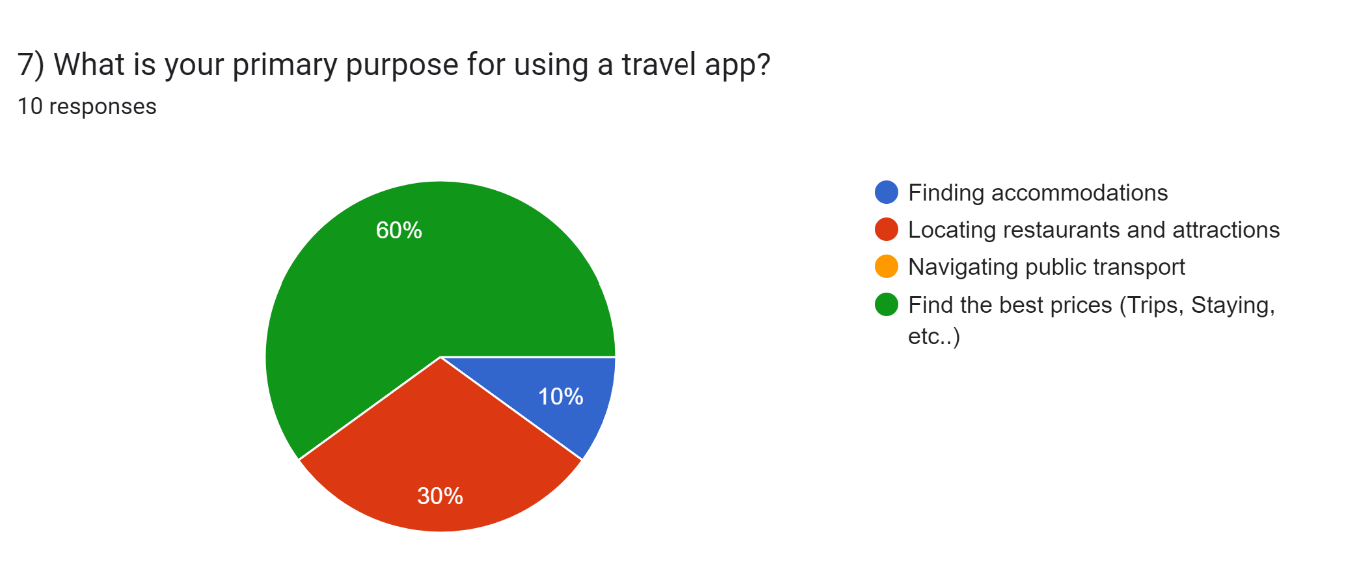 7) What is your primary purpose for using a travel app?
10 responses
60%
10%
30%
Finding accommodations
Locating restaurants and attractions
Navigating public transport
Find the best prices (Trips, Staying,
etc..)